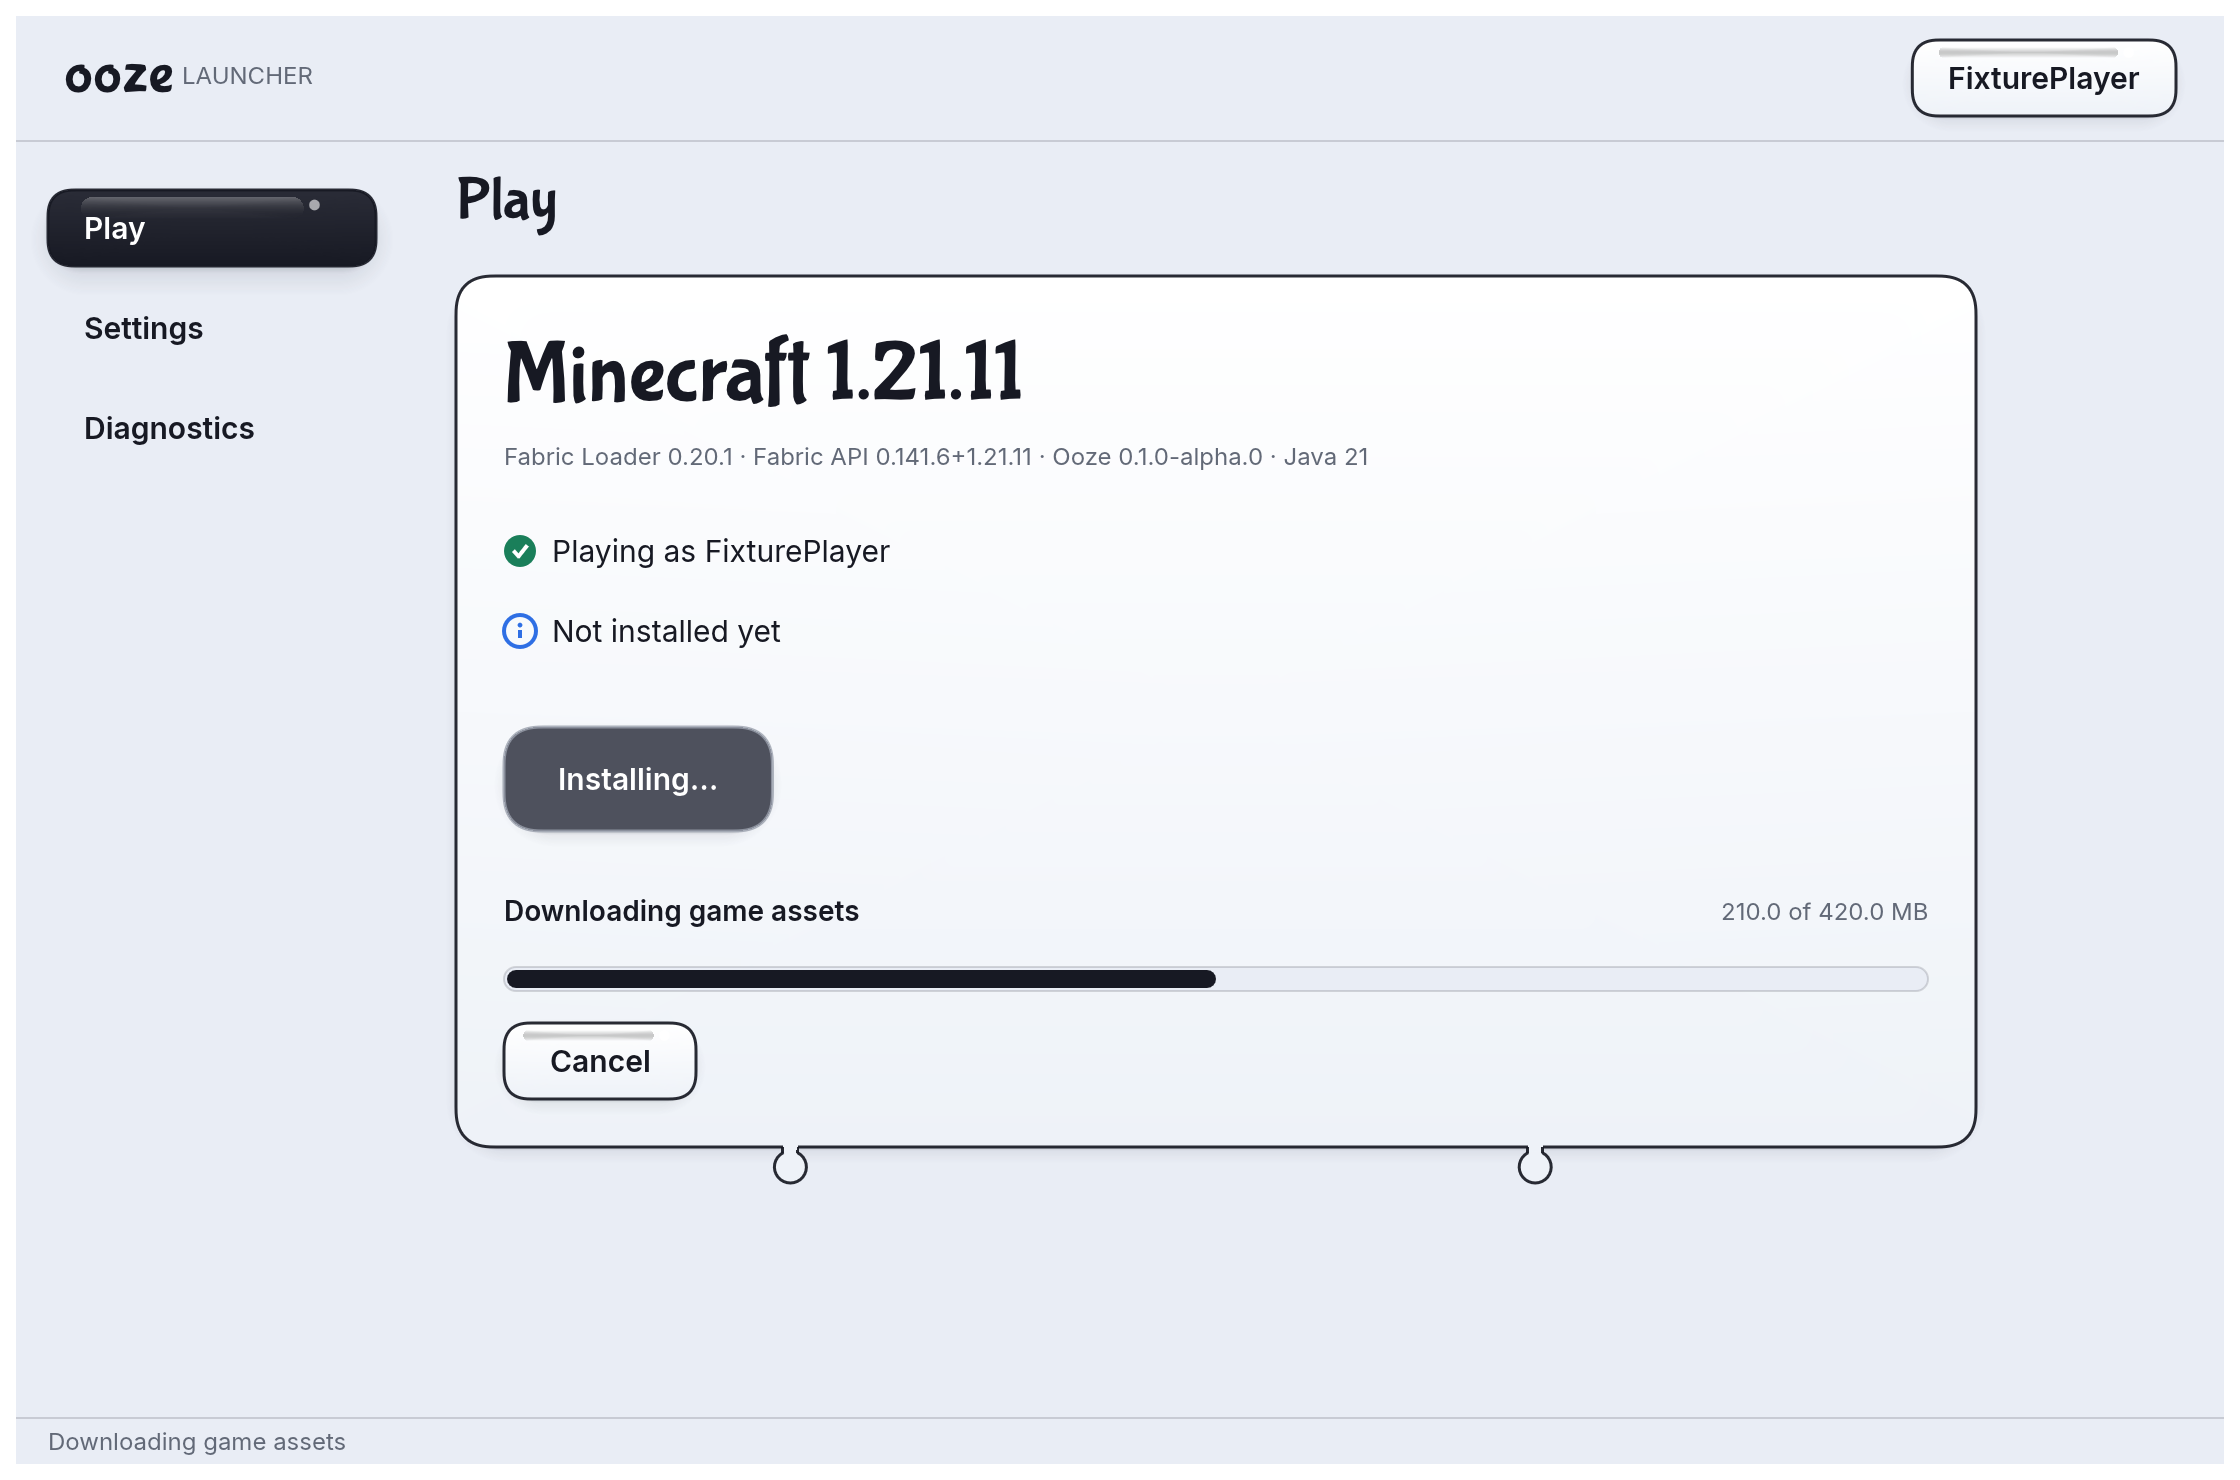 ooze LAUNCHER
FixturePlayer
Play
Settings
Diagnostics
Play
Minecraft 1.21.11
Fabric Loader 0.20.1 · Fabric API 0.141.6+1.21.11 · Ooze 0.1.0-alpha.0 · Java 21
Playing as FixturePlayer
Not installed yet
Installing...
Downloading game assets
210.0 of 420.0 MB
Cancel
Downloading game assets